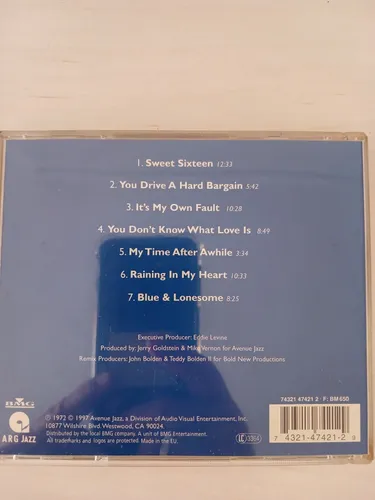 1. Sweet Sixteen 12:33
2. You Drive A Hard Bargain 5:42
3. It's My Own Fault 10:28
4. You Don't Know What Love Is 8:49
5. My Time After Awhile 2:34
6. Raining In My Heart 10:33
7. Blue & Lonesome 8:25
Executive Producer: Eddie Levine
Produced by: Jerry Goldstein & Mike Vernon for Avenue Jazz
Remix Producers: John Bolden & Teddy Bolden II for Bold New Productions
BMG
ARG JAZZ
℗ 1972 © 1997 Avenue Jazz, a Division of Audio Visual Entertainment, Inc.
10877 Wilshire Blvd. Westwood, CA 90024.
Distributed by the local BMG company. A unit of BMG Entertainment.
All trademarks and logos are protected. Made in the EU.
LC 3364
74321 47421 2 · F: BM 650
7 4321-47421-2 8